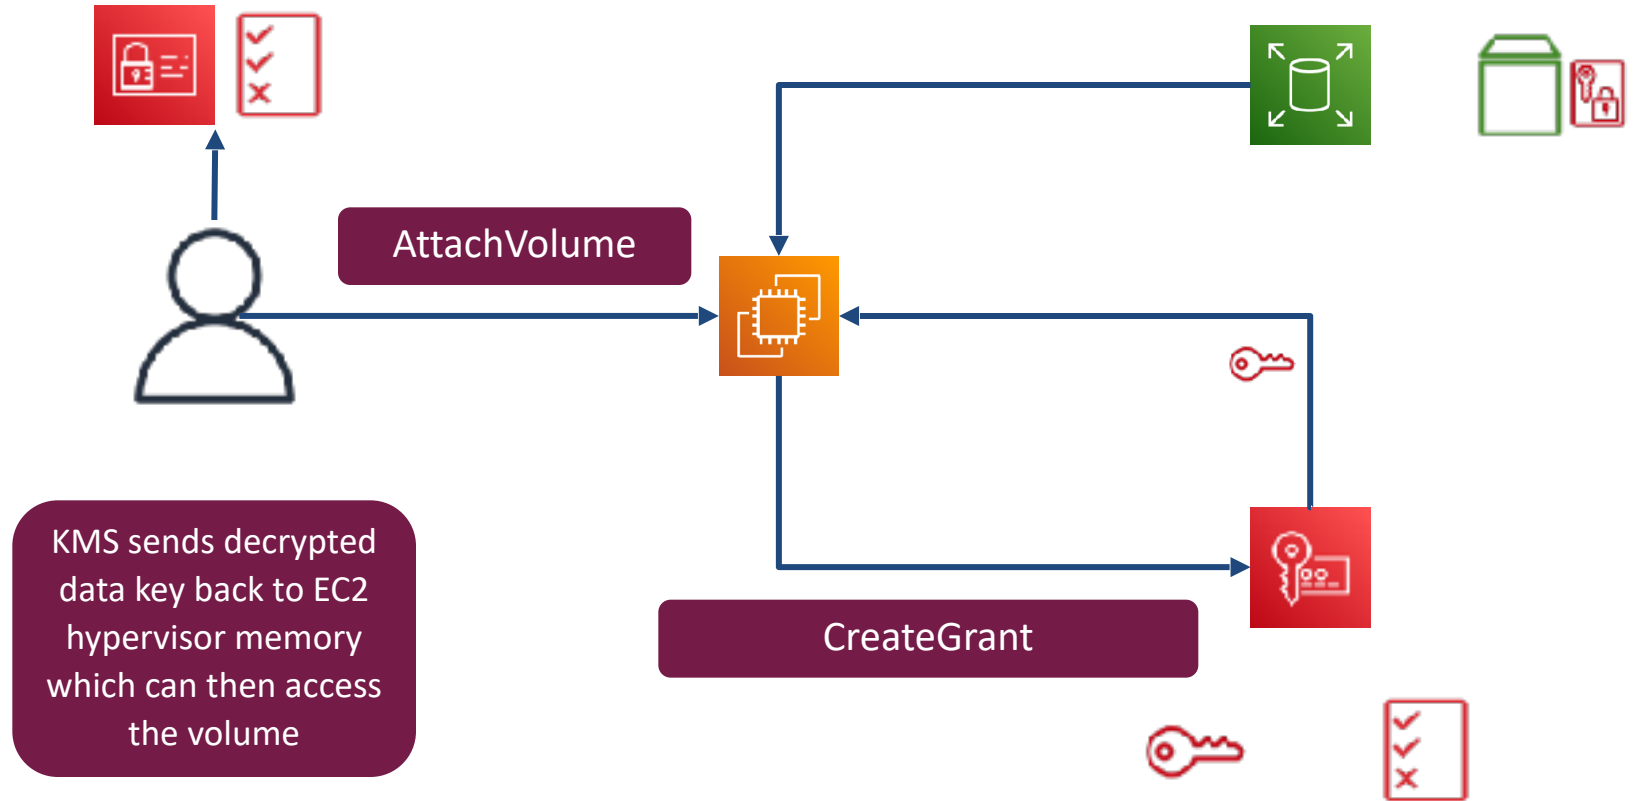 AttachVolume
KMS sends decrypted
data key back to EC2
hypervisor memory
which can then access
the volume
CreateGrant